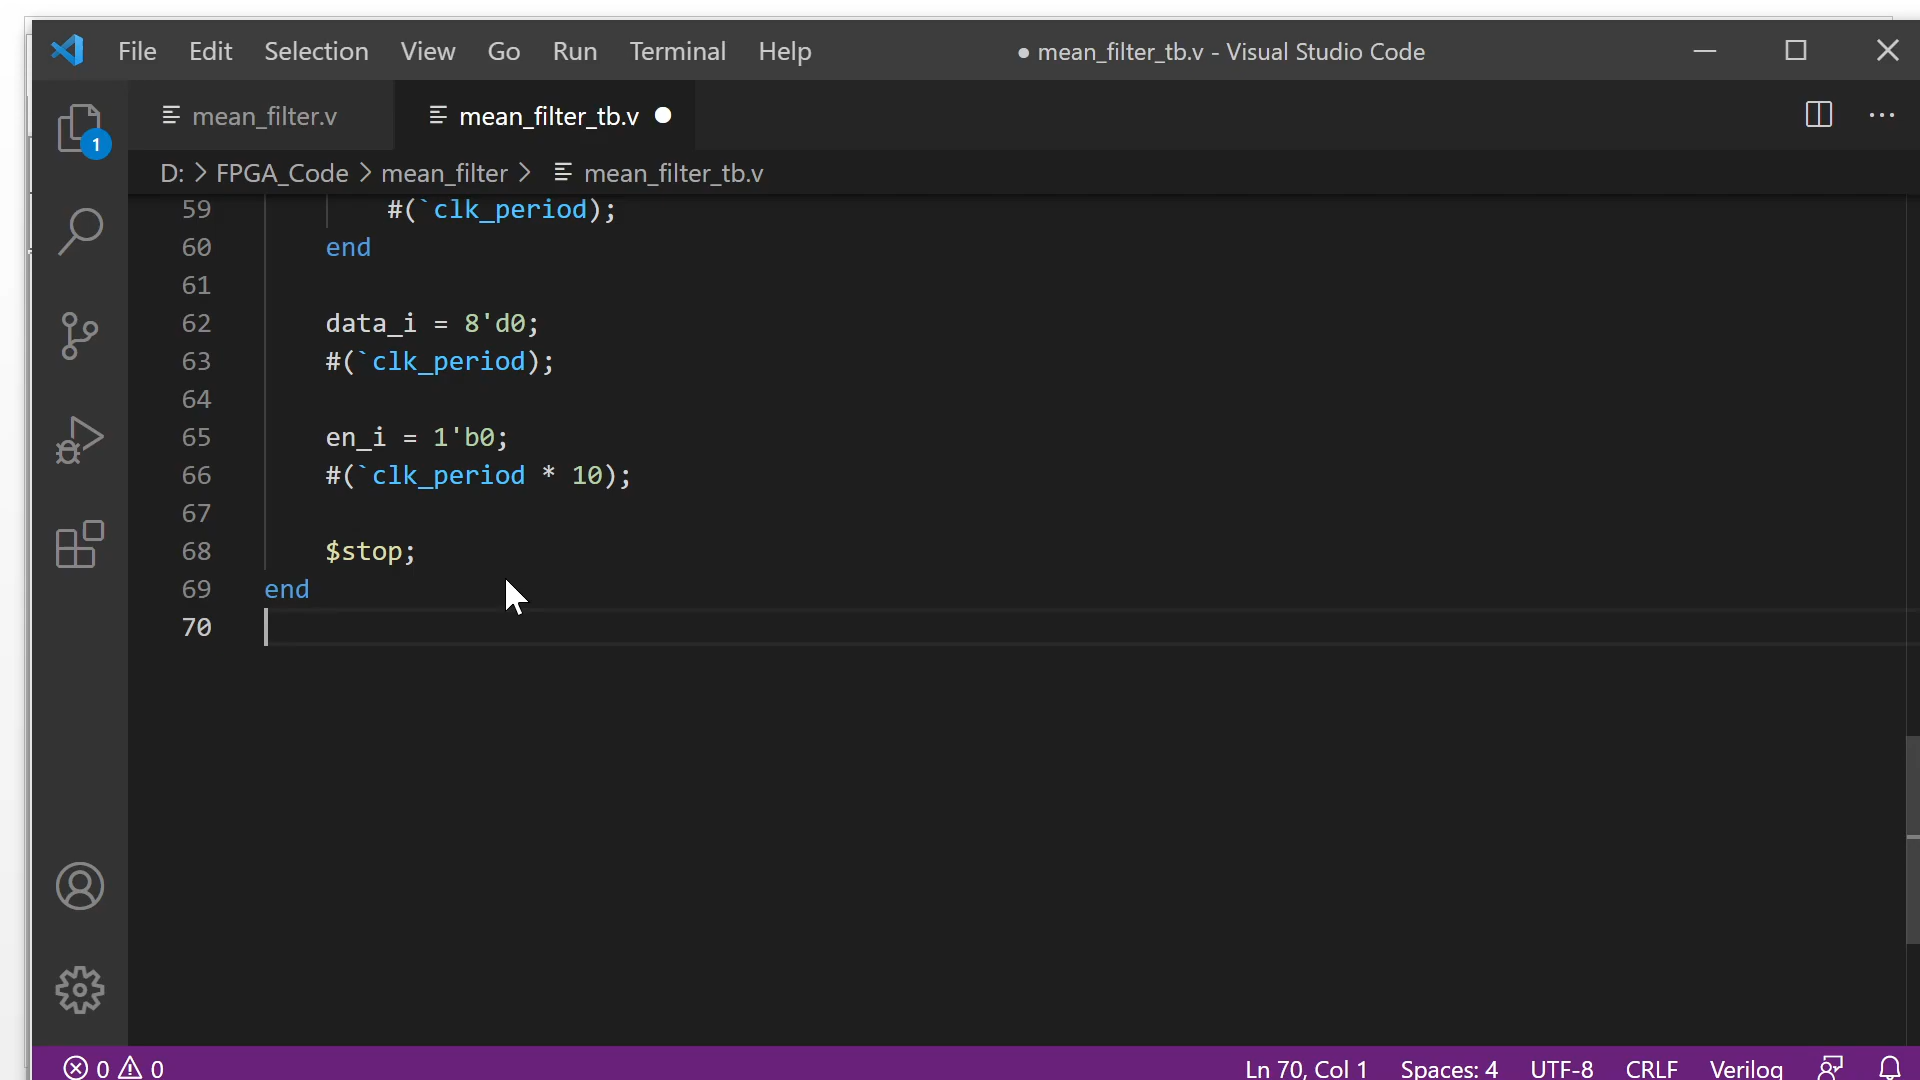 File Edit Selection View Go Run Terminal Help ● mean_filter_tb.v - Visual Studio Code
mean_filter.v mean_filter_tb.v
1
D: > FPGA_Code > mean_filter > mean_filter_tb.v
59 #(`clk_period);
60 end
61
62 data_i = 8'd0;
63 #(`clk_period);
64
65 en_i = 1'b0;
66 #(`clk_period * 10);
67
68 $stop;
69 end
70
0 0 Ln 70, Col 1 Spaces: 4 UTF-8 CRLF Verilog